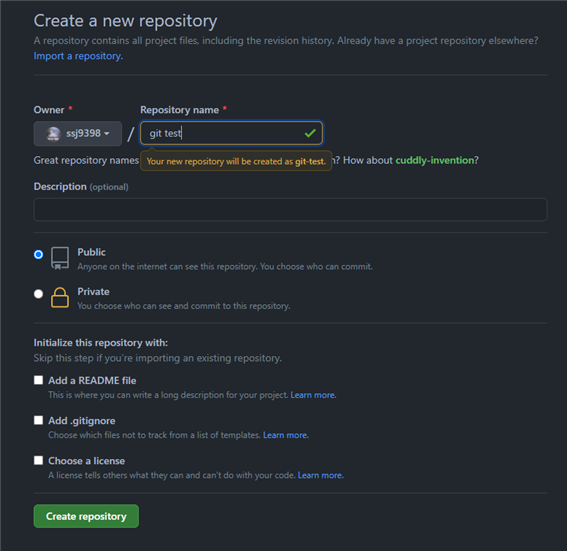 Create a new repository
A repository contains all project files, including the revision history. Already have a project repository elsewhere?
Import a repository.
Owner * Repository name *
ssj9398 / git test
Your new repository will be created as git-test.
Great repository names ? How about cuddly-invention?
Description (optional)
Public
Anyone on the internet can see this repository. You choose who can commit.
Private
You choose who can see and commit to this repository.
Initialize this repository with:
Skip this step if you're importing an existing repository.
Add a README file
This is where you can write a long description for your project. Learn more.
Add .gitignore
Choose which files not to track from a list of templates. Learn more.
Choose a license
A license tells others what they can and can't do with your code. Learn more.
Create repository